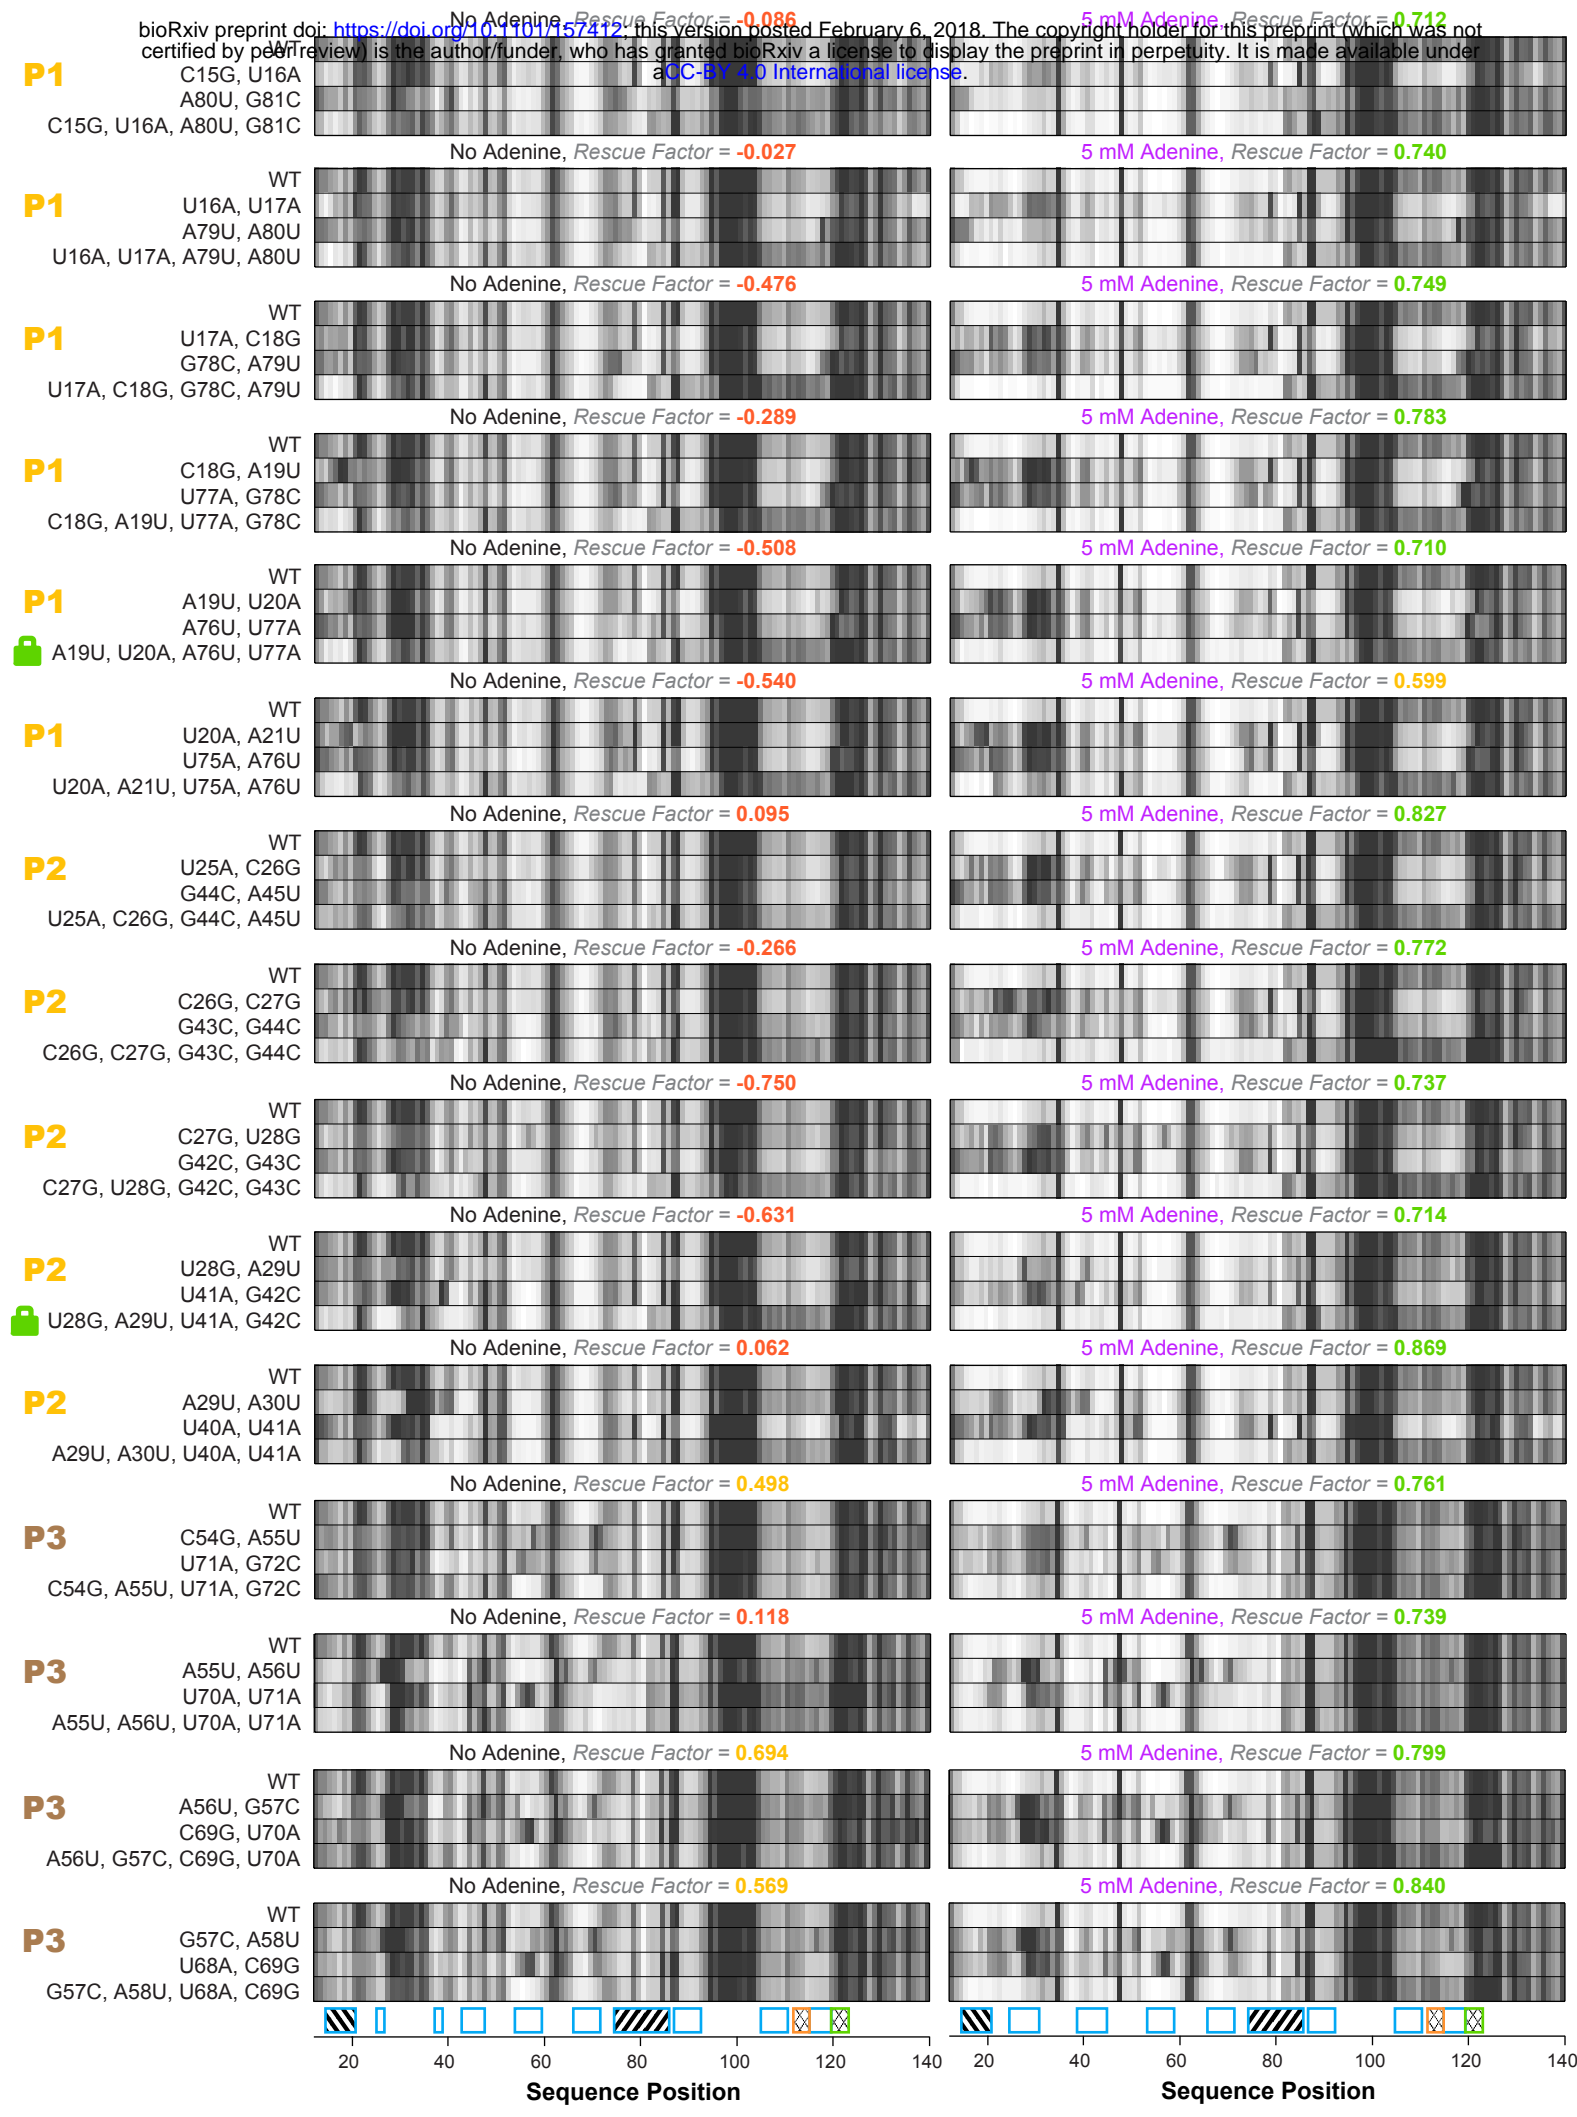 No Adenine, Rescue Factor = -0.086 5 mM Adenine, Rescue Factor = 0.712
bioRxiv preprint doi: https://doi.org/10.1101/157412; this version posted February 6, 2018. The copyright holder for this preprint (which was not
certified by peer review) is the author/funder, who has granted bioRxiv a license to display the preprint in perpetuity. It is made available under
aCC-BY 4.0 International license.
WT
P1
C15G, U16A
A80U, G81C
C15G, U16A, A80U, G81C
No Adenine, Rescue Factor = -0.027 5 mM Adenine, Rescue Factor = 0.740
WT
P1
U16A, U17A
A79U, A80U
U16A, U17A, A79U, A80U
No Adenine, Rescue Factor = -0.476 5 mM Adenine, Rescue Factor = 0.749
WT
P1
U17A, C18G
G78C, A79U
U17A, C18G, G78C, A79U
No Adenine, Rescue Factor = -0.289 5 mM Adenine, Rescue Factor = 0.783
WT
P1
C18G, A19U
U77A, G78C
C18G, A19U, U77A, G78C
No Adenine, Rescue Factor = -0.508 5 mM Adenine, Rescue Factor = 0.710
WT
P1
A19U, U20A
A76U, U77A
A19U, U20A, A76U, U77A
No Adenine, Rescue Factor = -0.540 5 mM Adenine, Rescue Factor = 0.599
WT
P1
U20A, A21U
U75A, A76U
U20A, A21U, U75A, A76U
No Adenine, Rescue Factor = 0.095 5 mM Adenine, Rescue Factor = 0.827
WT
P2
U25A, C26G
G44C, A45U
U25A, C26G, G44C, A45U
No Adenine, Rescue Factor = -0.266 5 mM Adenine, Rescue Factor = 0.772
WT
P2
C26G, C27G
G43C, G44C
C26G, C27G, G43C, G44C
No Adenine, Rescue Factor = -0.750 5 mM Adenine, Rescue Factor = 0.737
WT
P2
C27G, U28G
G42C, G43C
C27G, U28G, G42C, G43C
No Adenine, Rescue Factor = -0.631 5 mM Adenine, Rescue Factor = 0.714
WT
P2
U28G, A29U
U41A, G42C
U28G, A29U, U41A, G42C
No Adenine, Rescue Factor = 0.062 5 mM Adenine, Rescue Factor = 0.869
WT
P2
A29U, A30U
U40A, U41A
A29U, A30U, U40A, U41A
No Adenine, Rescue Factor = 0.498 5 mM Adenine, Rescue Factor = 0.761
WT
P3
C54G, A55U
U71A, G72C
C54G, A55U, U71A, G72C
No Adenine, Rescue Factor = 0.118 5 mM Adenine, Rescue Factor = 0.739
WT
P3
A55U, A56U
U70A, U71A
A55U, A56U, U70A, U71A
No Adenine, Rescue Factor = 0.694 5 mM Adenine, Rescue Factor = 0.799
WT
P3
A56U, G57C
C69G, U70A
A56U, G57C, C69G, U70A
No Adenine, Rescue Factor = 0.569 5 mM Adenine, Rescue Factor = 0.840
WT
P3
G57C, A58U
U68A, C69G
G57C, A58U, U68A, C69G
20 40 60 80 100 120 140 20 40 60 80 100 120 140
Sequence Position Sequence Position